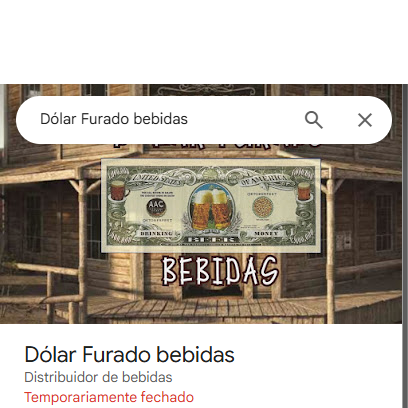 Dólar Furado bebidas
UNITED STATES OF AMERICA
AAC
DRINKING
MONEY
BEER
BEBIDAS
Dólar Furado bebidas
Distribuidor de bebidas
Temporariamente fechado